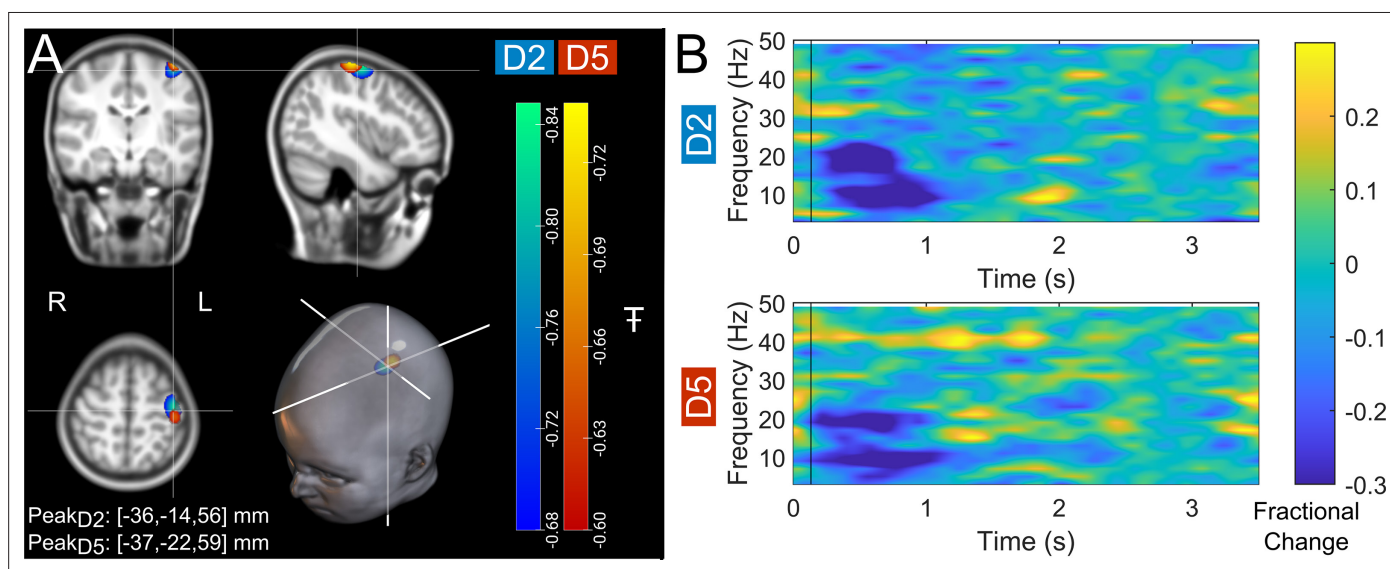 A
D2 D5
-0.84
-0.80
-0.76
-0.72
-0.68
-0.72
-0.69
-0.66
-0.63
-0.60
Ŧ
R L
PeakD2: [-36,-14,56] mm
PeakD5: [-37,-22,59] mm
B
D2
Frequency (Hz)
50
40
30
20
10
0 1 2 3
Time (s)
D5
Frequency (Hz)
50
40
30
20
10
0 1 2 3
Time (s)
0.2
0.1
0
-0.1
-0.2
-0.3
Fractional
Change